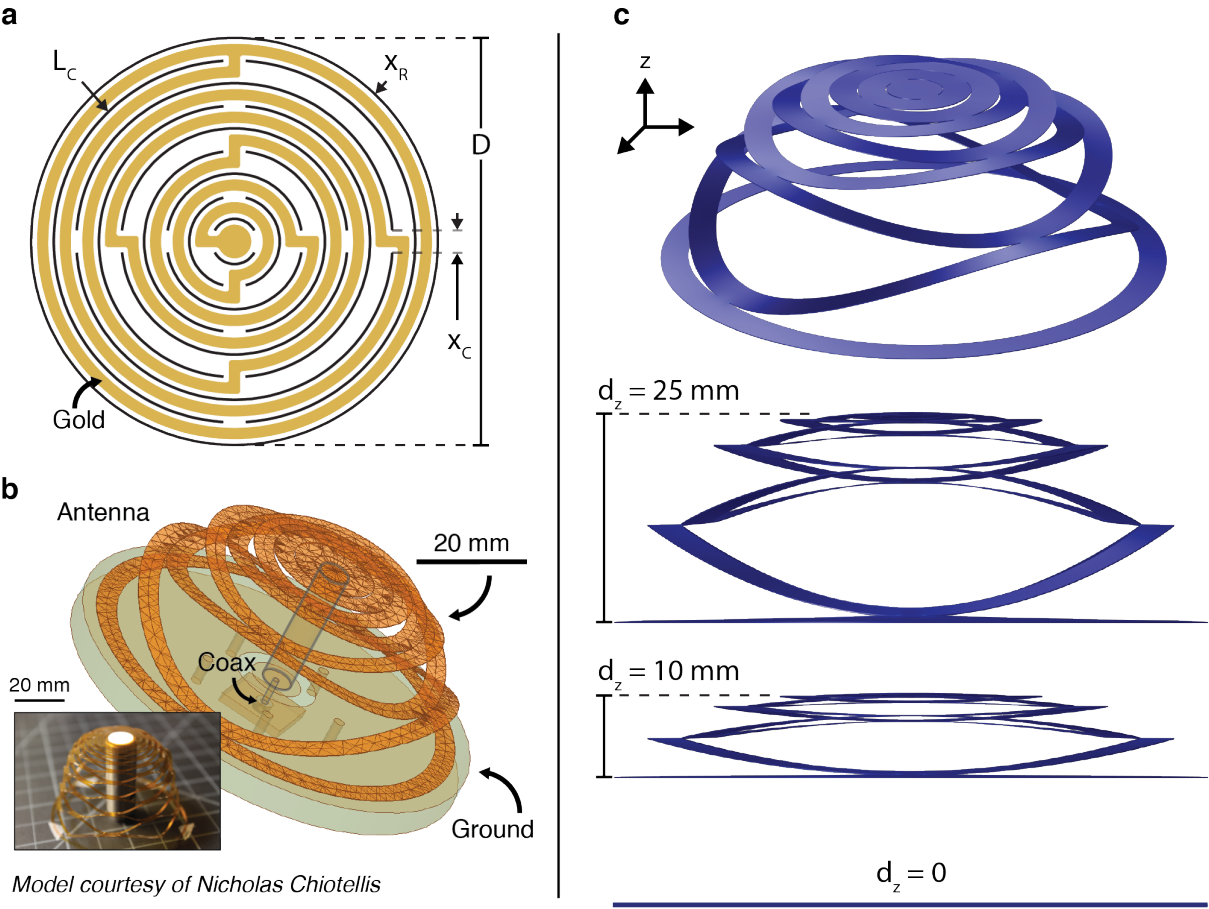 a
L_C
x_R
D
x_C
Gold
b
Antenna
20 mm
Coax
20 mm
Ground
Model courtesy of Nicholas Chiotellis
c
z
d_z = 25 mm
d_z = 10 mm
d_z = 0